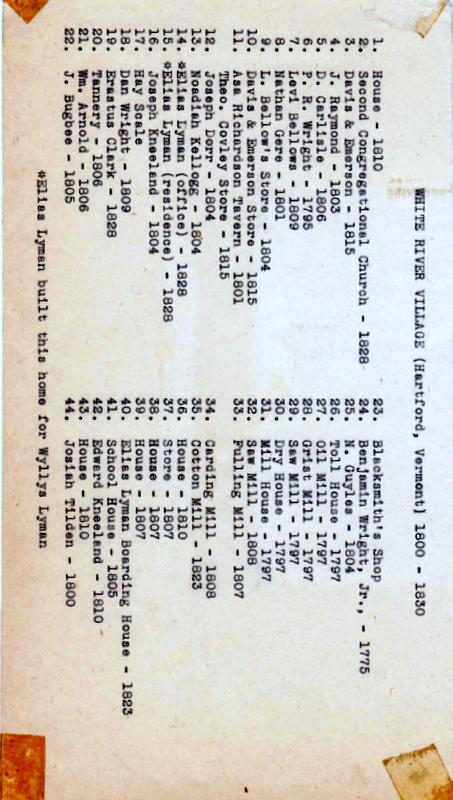 WHITE RIVER VILLAGE (Hartford, Vermont) 1800 - 1830
1. House - 1810
2. Second Congregational Church - 1828
3. Davis & Emerson - 1815
4. J. Raymond - 1803
5. D. Carlisle - 1806
6. P. R. Wright - 1795
7. Levi Bellows - 1809
8. Nathan Gere - 1801
9. L. Bellow's Store - 1804
10. Davis & Emerson Store - 1815
11. Asa Richardson Tavern - 1801
Theo. Ovley Store - 1815
12. Joseph Dorr - 1804
13. Noadiah Kellogg - 1804
14. *Elias Lyman (office) - 1828
15. *Elias Lyman (residence) - 1828
16. Joseph Kneeland - 1804
17. Hay Scale
18. Dan Wright - 1809
19. Erastus Clark - 1828
20. Tannery - 1806
21. Wm. Arnold - 1806
22. J. Bugbee - 1805
23. Blacksmith's Shop
24. Benjamin Wright, Jr., - 1775
25. N. Guyles - 1804
26. Toll House - 1797
27. Oil Mill - 1797
28. Grist Mill - 1797
29. Saw Mill - 1797
30. Dry House - 1797
31. Mill House - 1797
32. Saw Mill - 1808
33. Fulling Mill - 1807
34. Carding Mill - 1808
35. Cotton Mill - 1823
36. House - 1810
37. Store - 1807
38. House - 1807
39. House - 1807
40. Elias Lyman Boarding House - 1823
41. School House - 1805
42. Edward Kneeland - 1810
43. House - 1810
44. Josiah Tilden - 1800
*Elias Lyman built this home for Wyllys Lyman